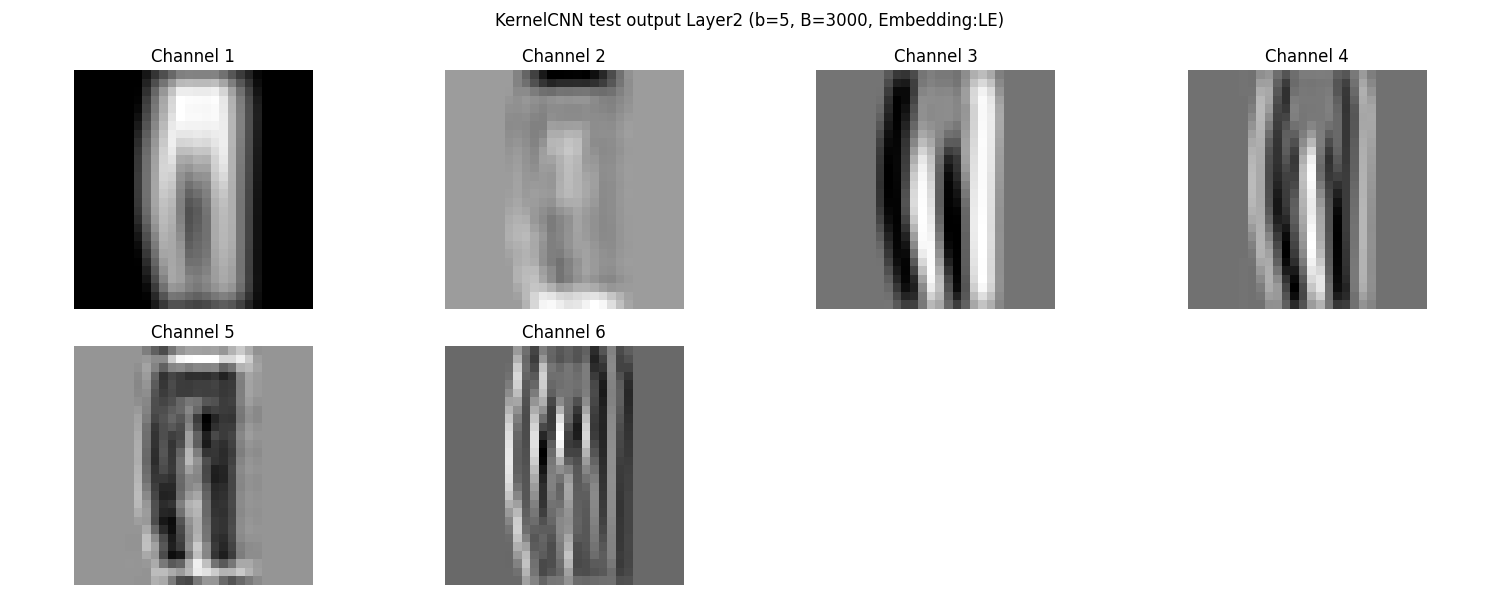 KernelCNN test output Layer2 (b=5, B=3000, Embedding:LE)
Channel 1
Channel 2
Channel 3
Channel 4
Channel 5
Channel 6